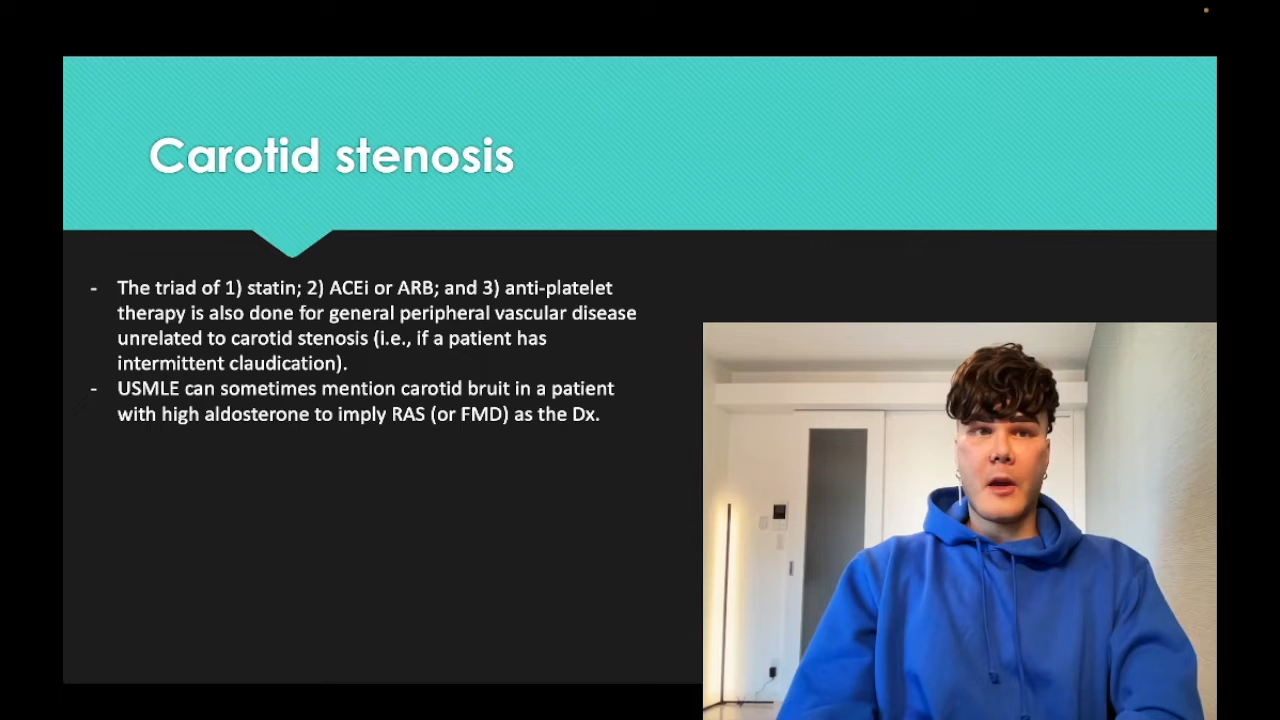 Carotid stenosis
- The triad of 1) statin; 2) ACEi or ARB; and 3) anti-platelet
therapy is also done for general peripheral vascular disease
unrelated to carotid stenosis (i.e., if a patient has
intermittent claudication).
- USMLE can sometimes mention carotid bruit in a patient
with high aldosterone to imply RAS (or FMD) as the Dx.